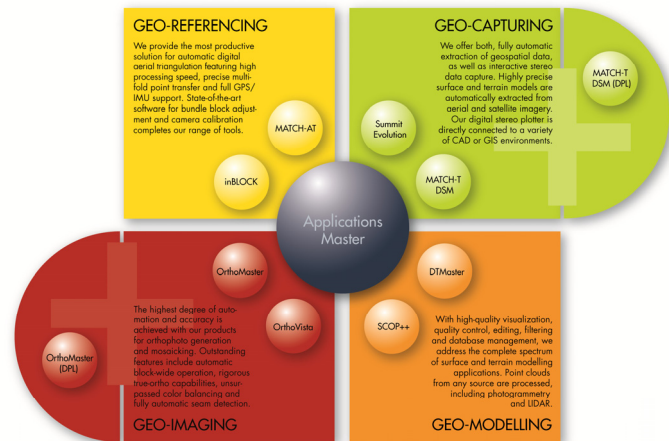 GEO-REFERENCING
We provide the most productive
solution for automatic digital
aerial triangulation featuring high
processing speed, precise multi-
fold point transfer and full GPS/
IMU support. State-of-the-art
software for bundle block adjust-
ment and camera calibration
completes our range of tools.
MATCH-AT
inBLOCK
GEO-CAPTURING
We offer both, fully automatic
extraction of geospatial data,
as well as interactive stereo
data capture. Highly precise
surface and terrain models are
automatically extracted from
aerial and satellite imagery.
Our digital stereo plotter is
directly connected to a variety
of CAD or GIS environments.
Summit
Evolution
MATCH-T
DSM
MATCH-T
DSM (DPL)
Applications
Master
OrthoMaster
OrthoVista
OrthoMaster
(DPL)
The highest degree of auto-
mation and accuracy is
achieved with our products
for orthophoto generation
and mosaicking. Outstanding
features include automatic
block-wide operation, rigorous
true-ortho capabilities, unsur-
passed color balancing and
fully automatic seam detection.
GEO-IMAGING
DTMaster
SCOP++
With high-quality visualization,
quality control, editing, filtering
and database management, we
address the complete spectrum
of surface and terrain modelling
applications. Point clouds
from any source are processed,
including photogrammetry
and LIDAR.
GEO-MODELLING